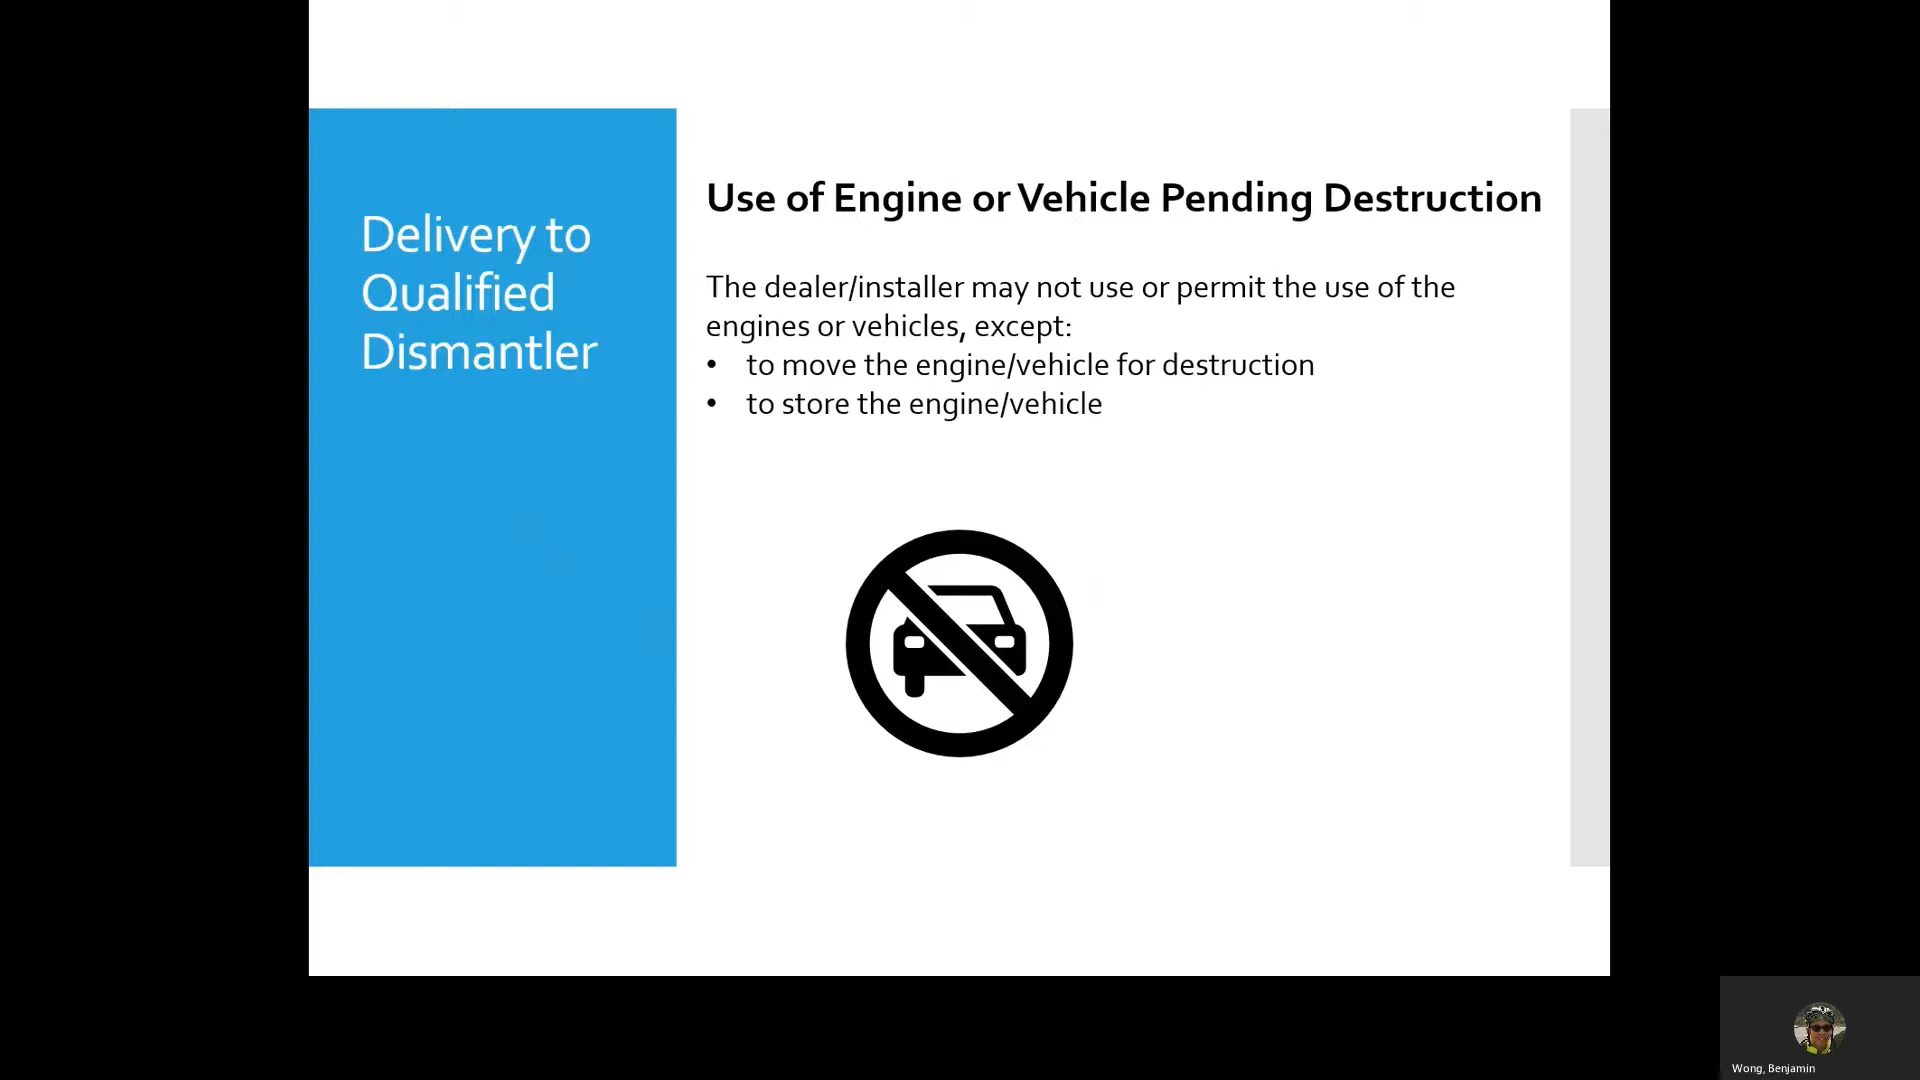 Delivery to
Qualified
Dismantler
Use of Engine or Vehicle Pending Destruction
The dealer/installer may not use or permit the use of the
engines or vehicles, except:
• to move the engine/vehicle for destruction
• to store the engine/vehicle
Wong, Benjamin